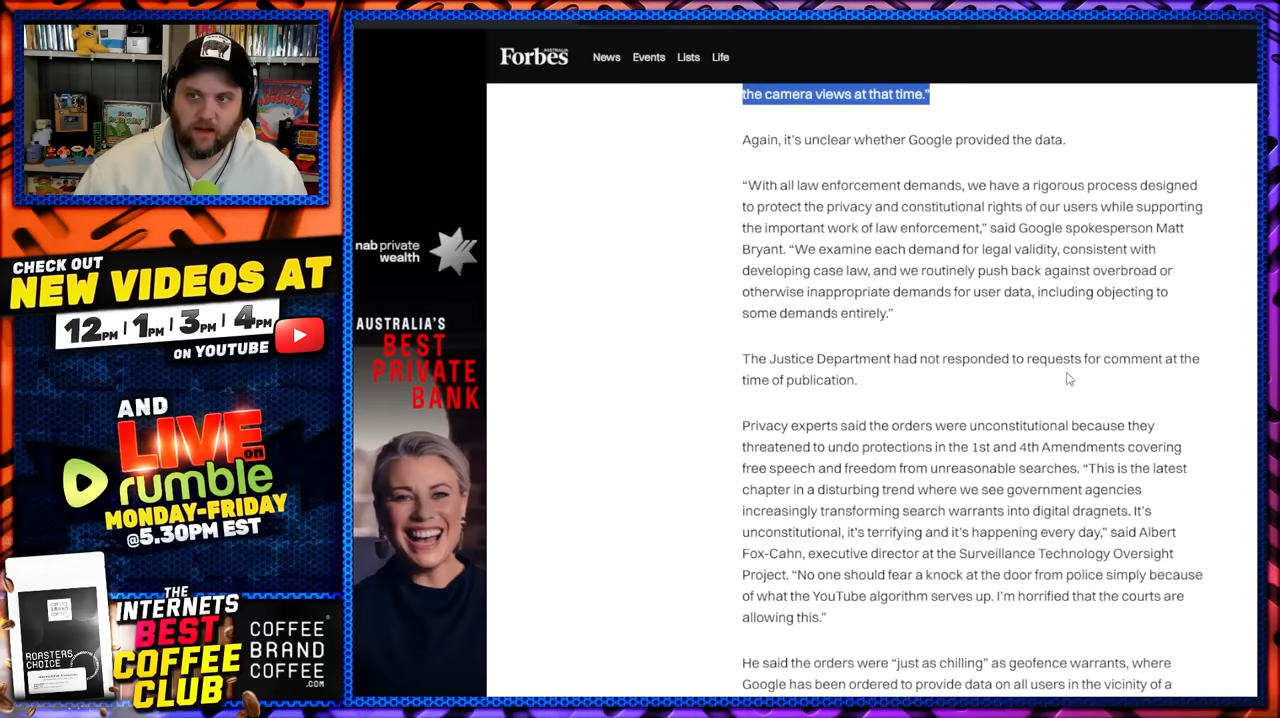 CHECK OUT
NEW VIDEOS AT
12PM | 1PM | 3PM | 4PM
ON YOUTUBE
AND
LIVE
on
rumble
MONDAY-FRIDAY
@5.30PM EST
THE
INTERNETS
BEST
COFFEE
CLUB
COFFEE
BRAND
COFFEE
.COM
ROASTERS
CHOICE
nab private
wealth
AUSTRALIA'S
BEST
PRIVATE
BANK
Forbes
AUSTRALIA
News Events Lists Life
the camera views at that time.”
Again, it’s unclear whether Google provided the data.
“With all law enforcement demands, we have a rigorous process designed
to protect the privacy and constitutional rights of our users while supporting
the important work of law enforcement,” said Google spokesperson Matt
Bryant. “We examine each demand for legal validity, consistent with
developing case law, and we routinely push back against overbroad or
otherwise inappropriate demands for user data, including objecting to
some demands entirely.”
The Justice Department had not responded to requests for comment at the
time of publication.
Privacy experts said the orders were unconstitutional because they
threatened to undo protections in the 1st and 4th Amendments covering
free speech and freedom from unreasonable searches. “This is the latest
chapter in a disturbing trend where we see government agencies
increasingly transforming search warrants into digital dragnets. It’s
unconstitutional, it’s terrifying and it’s happening every day,” said Albert
Fox-Cahn, executive director at the Surveillance Technology Oversight
Project. “No one should fear a knock at the door from police simply because
of what the YouTube algorithm serves up. I’m horrified that the courts are
allowing this.”
He said the orders were “just as chilling” as geofence warrants, where
Google has been ordered to provide data on all users in the vicinity of a